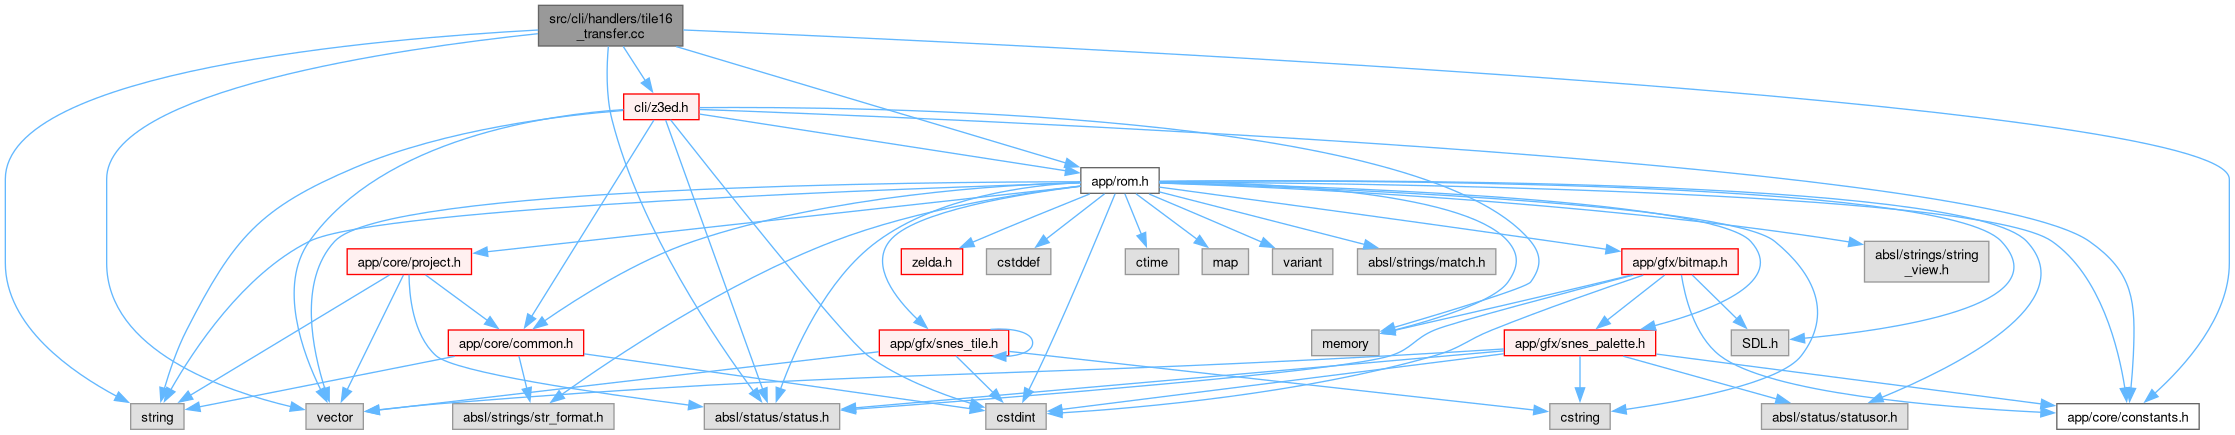 src/cli/handlers/tile16
_transfer.cc
cli/z3ed.h
app/rom.h
app/core/project.h
zelda.h
cstddef
ctime
map
variant
absl/strings/match.h
app/gfx/bitmap.h
absl/strings/string
_view.h
app/core/common.h
app/gfx/snes_tile.h
memory
app/gfx/snes_palette.h
SDL.h
string
vector
absl/strings/str_format.h
absl/status/status.h
cstdint
cstring
absl/status/statusor.h
app/core/constants.h